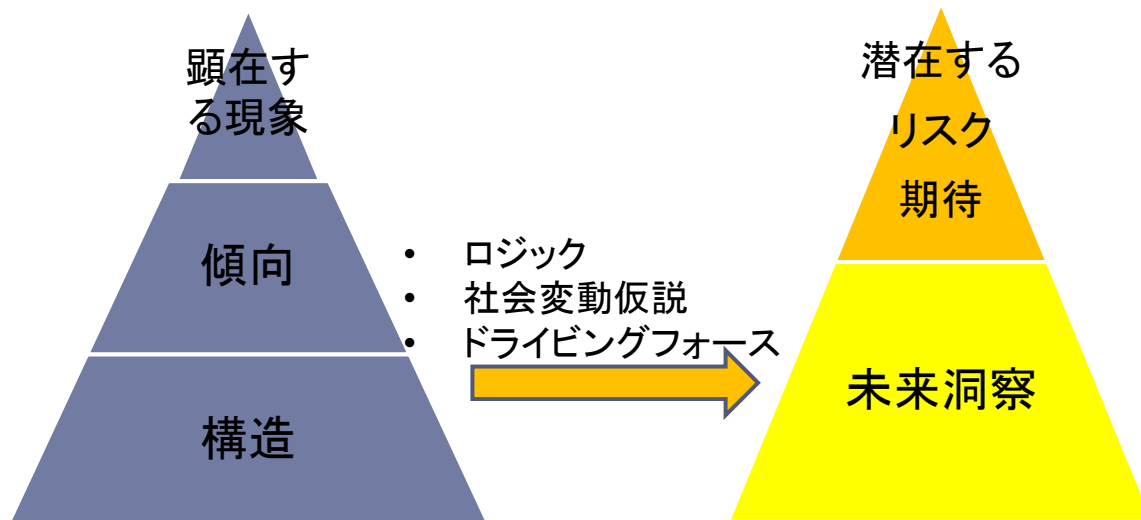 顕在す
る現象
傾向
構造
• ロジック
• 社会変動仮説
• ドライビングフォース
潜在する
リスク
期待
未来洞察